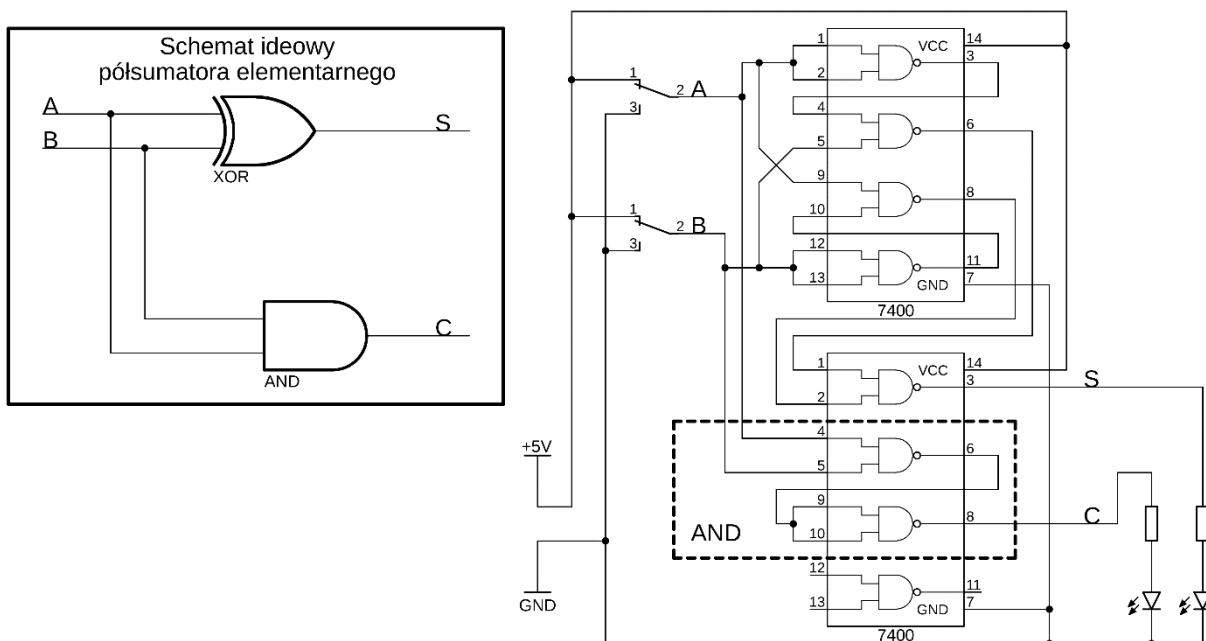 Schemat ideowy
półsumatora elementarnego
A
B
S
XOR
C
AND
+5V
GND
1
2 A
3
1
2 B
3
1
2
4
5
9
10
12
13
VCC
14
3
6
8
11
GND
7
7400
1
2
4
5
9
10
12
13
VCC
14
3
S
6
8
C
11
GND
7
AND
7400